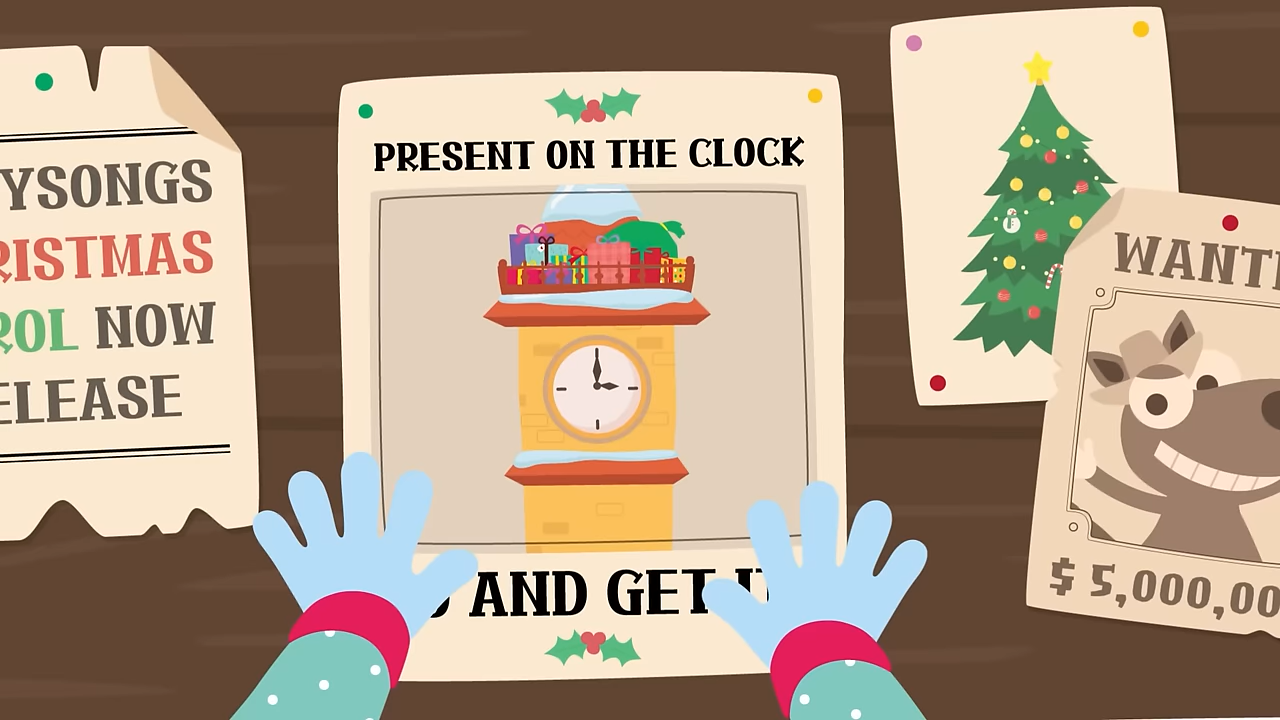 YSONGS
RISTMAS
ROL NOW
ELEASE
PRESENT ON THE CLOCK
AND GET
WANT
$ 5,000,00